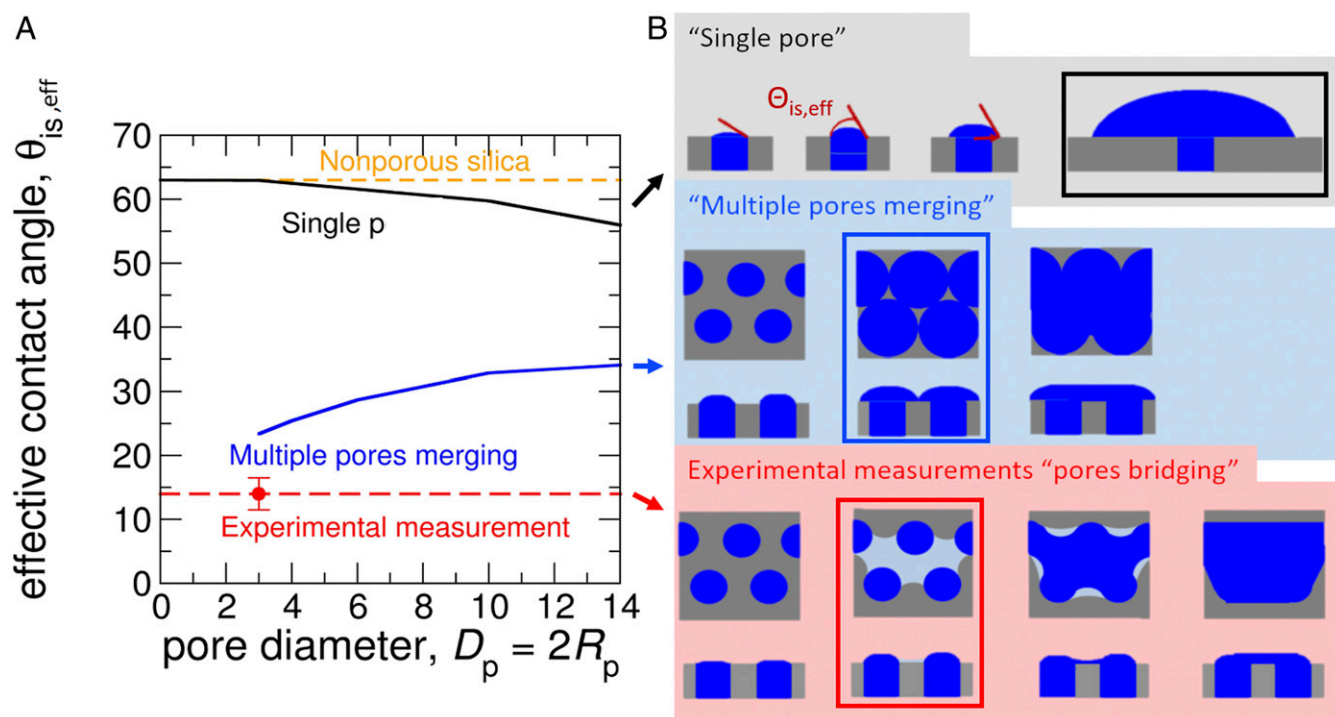 A
effective contact angle, θis,eff
70
60
50
40
30
20
10
0
0 2 4 6 8 10 12 14
pore diameter, Dp = 2Rp
Nonporous silica
Single p
Multiple pores merging
Experimental measurement
B
“Single pore”
Θis,eff
“Multiple pores merging”
Experimental measurements “pores bridging”